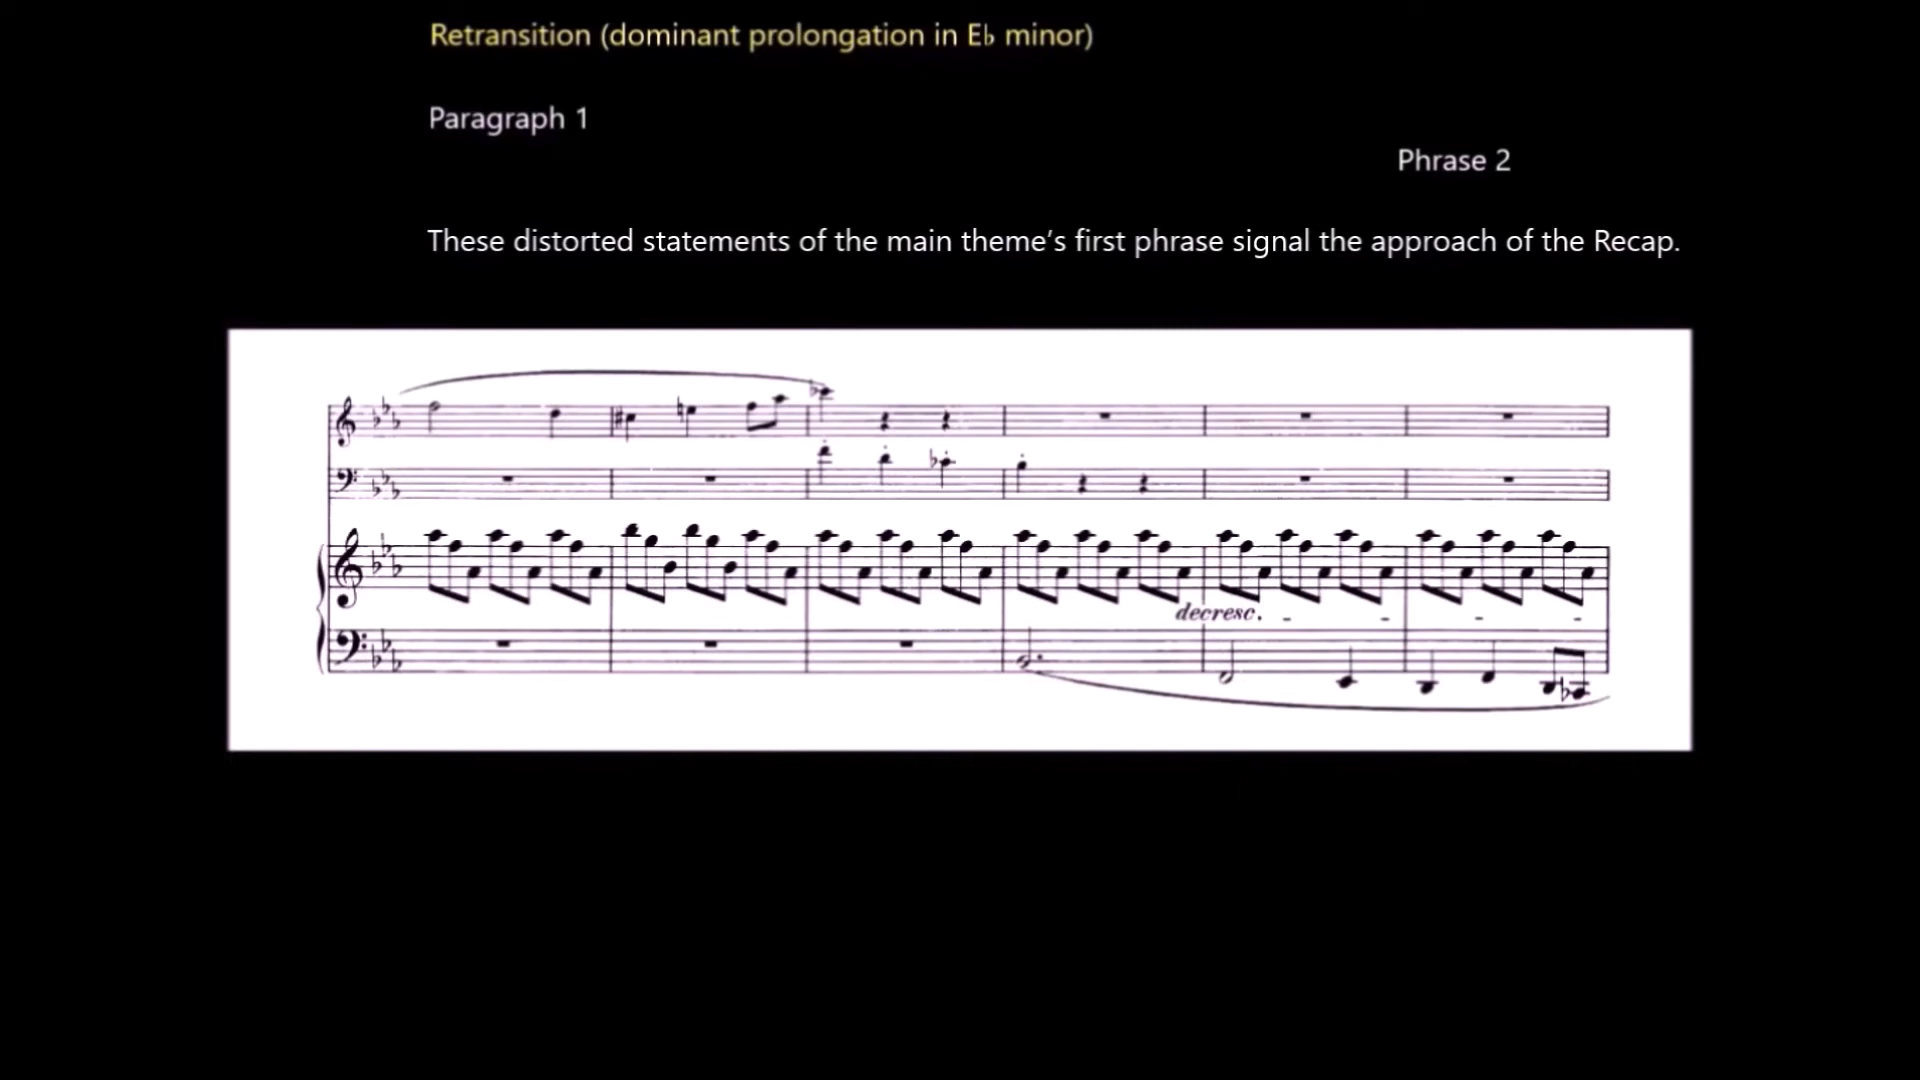 Retransition (dominant prolongation in E♭ minor)
Paragraph 1
Phrase 2
These distorted statements of the main theme’s first phrase signal the approach of the Recap.
decresc. - - - -